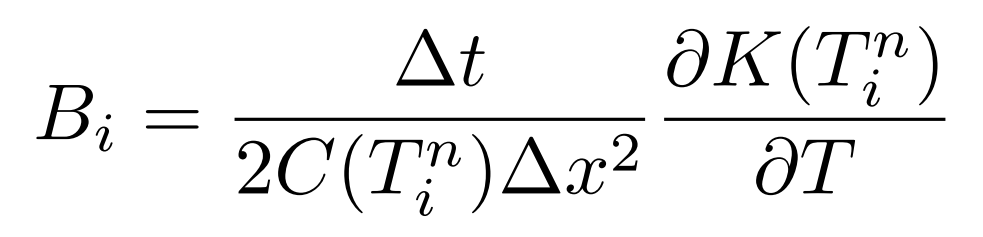 B_i = \frac{\Delta t}{2C(T_i^n)\Delta x^2} \frac{\partial K(T_i^n)}{\partial T}